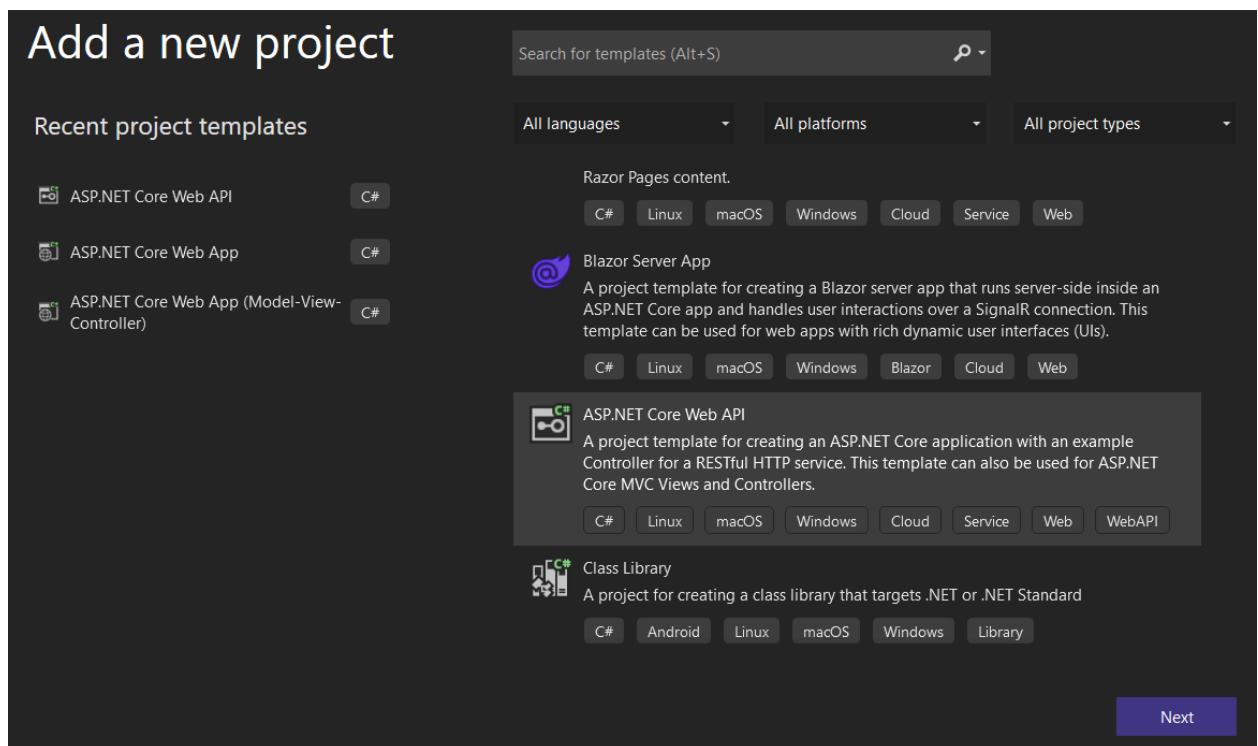 Add a new project
Search for templates (Alt+S)
Recent project templates
All languages
All platforms
All project types
ASP.NET Core Web API
C#
ASP.NET Core Web App
C#
ASP.NET Core Web App (Model-View-
Controller)
C#
Razor Pages content.
C# Linux macOS Windows Cloud Service Web
Blazor Server App
A project template for creating a Blazor server app that runs server-side inside an
ASP.NET Core app and handles user interactions over a SignalR connection. This
template can be used for web apps with rich dynamic user interfaces (UIs).
C# Linux macOS Windows Blazor Cloud Web
ASP.NET Core Web API
A project template for creating an ASP.NET Core application with an example
Controller for a RESTful HTTP service. This template can also be used for ASP.NET
Core MVC Views and Controllers.
C# Linux macOS Windows Cloud Service Web WebAPI
Class Library
A project for creating a class library that targets .NET or .NET Standard
C# Android Linux macOS Windows Library
Next